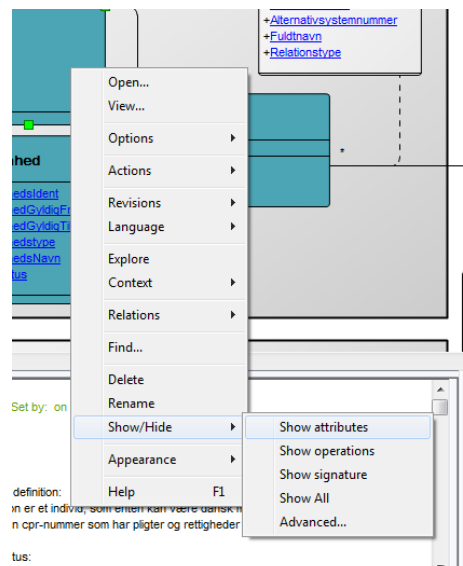 +Alternativsystemnummer
+Fuldtnavn
+Relationstype
Open...
View...
Options
Actions
Revisions
Language
Explore
Context
Relations
Find...
Delete
Rename
Show/Hide
Appearance
Help F1
Show attributes
Show operations
Show signature
Show All
Advanced...
*
hed
edsIdent
edGyldigFr
edGyldigTi
edstype
edsNavn
tus
Set by: on
definition:
on er et individ, som enten kan være dansk
n cpr-nummer som har pligter og rettigheder
tus: